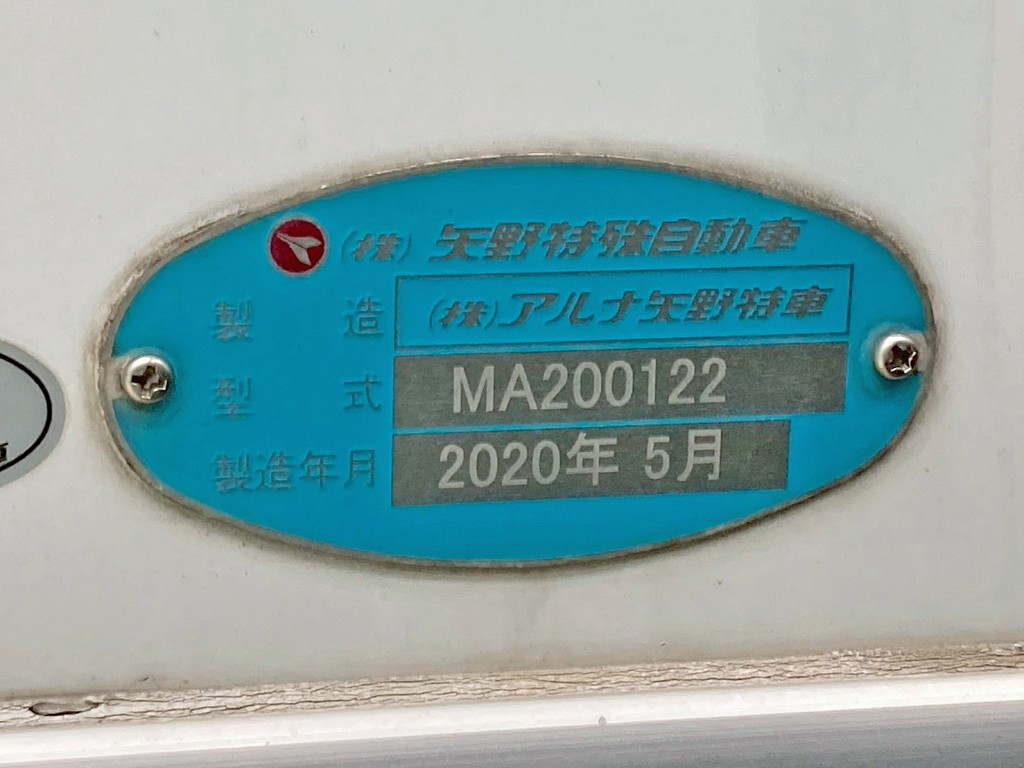 (株) 矢野特殊自動車
製造 (株)アルナ矢野特車
型式 MA200122
製造年月 2020年 5月